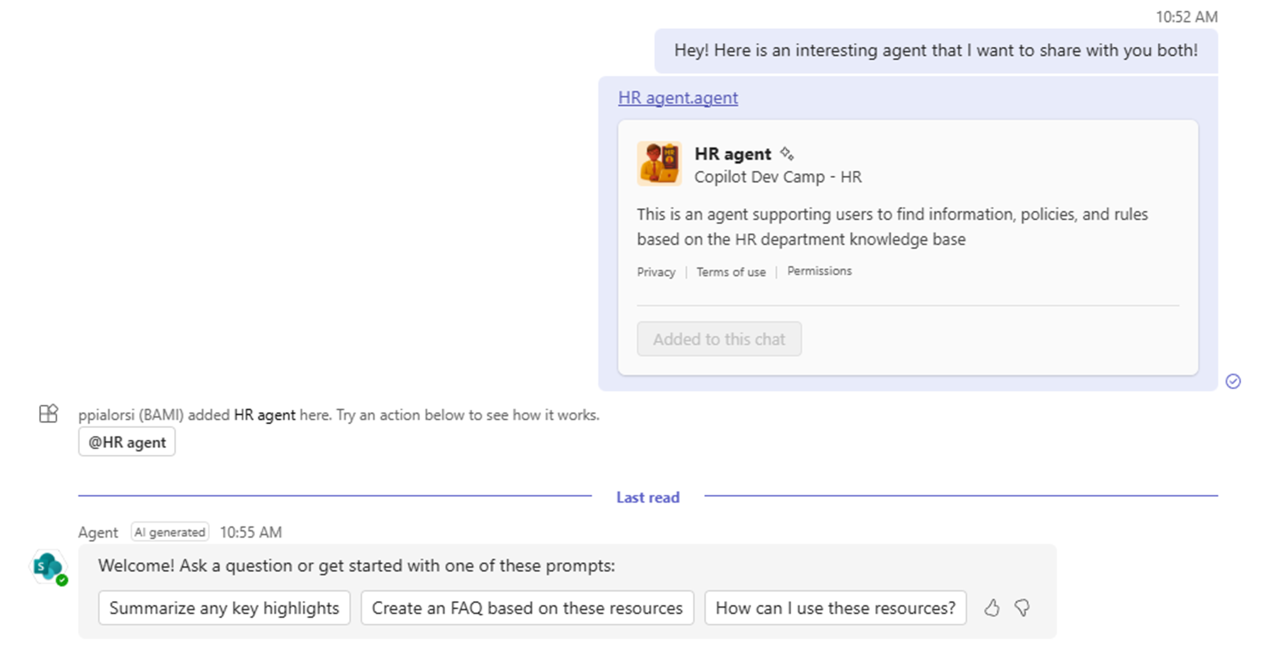 10:52 AM
Hey! Here is an interesting agent that I want to share with you both!
HR agent.agent
HR agent
Copilot Dev Camp - HR
This is an agent supporting users to find information, policies, and rules
based on the HR department knowledge base
Privacy | Terms of use | Permissions
Added to this chat
ppialorsi (BAMI) added HR agent here. Try an action below to see how it works.
@HR agent
Last read
Agent AI generated 10:55 AM
S
Welcome! Ask a question or get started with one of these prompts:
Summarize any key highlights Create an FAQ based on these resources How can I use these resources?